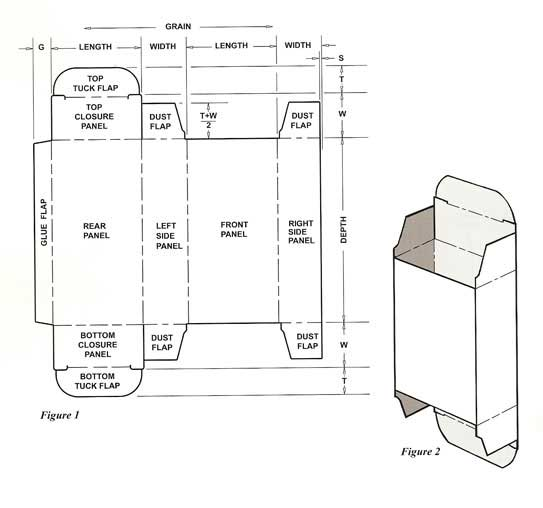 GRAIN
G
LENGTH
WIDTH
LENGTH
WIDTH
S
TOP
TUCK FLAP
T
TOP
CLOSURE
PANEL
DUST
FLAP
T+W
2
DUST
FLAP
W
GLUE FLAP
REAR
PANEL
LEFT
SIDE
PANEL
FRONT
PANEL
RIGHT
SIDE
PANEL
DEPTH
BOTTOM
CLOSURE
PANEL
DUST
FLAP
DUST
FLAP
W
BOTTOM
TUCK FLAP
T
Figure 1
Figure 2